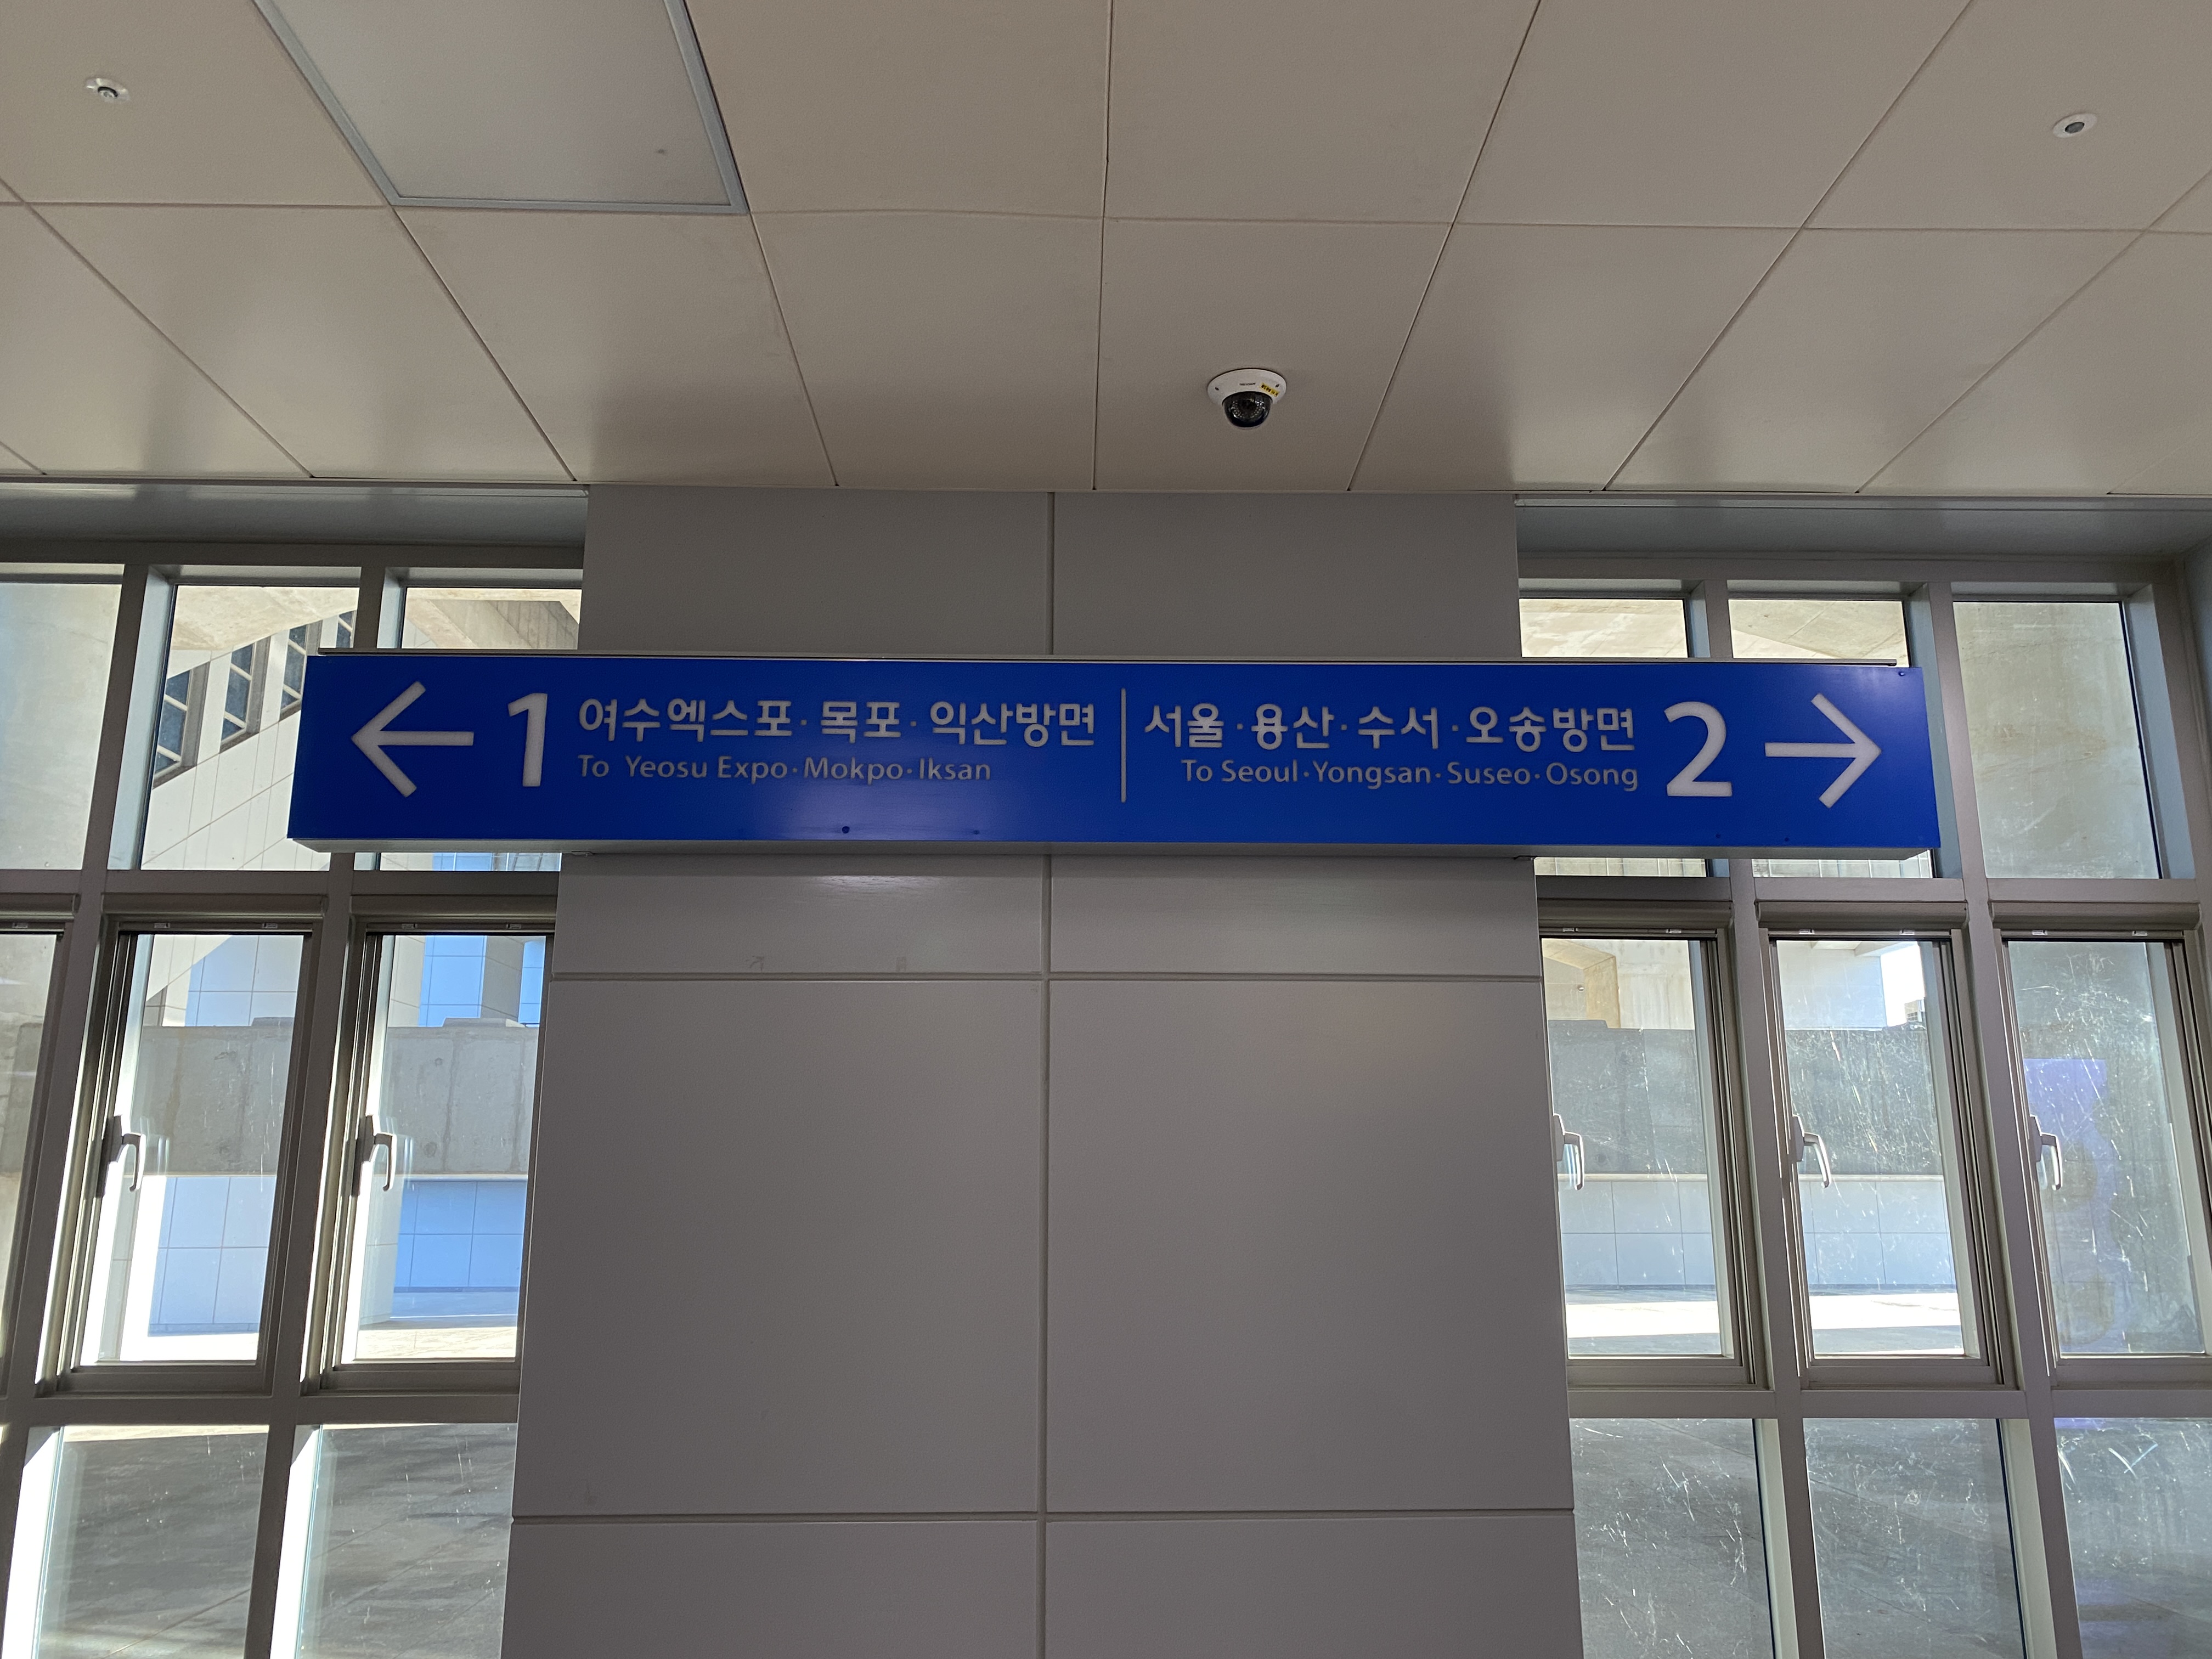 ← 1 여수엑스포·목포·익산방면
To Yeosu Expo·Mokpo·Iksan
서울·용산·수서·오송방면 2 →
To Seoul·Yongsan·Suseo·Osong